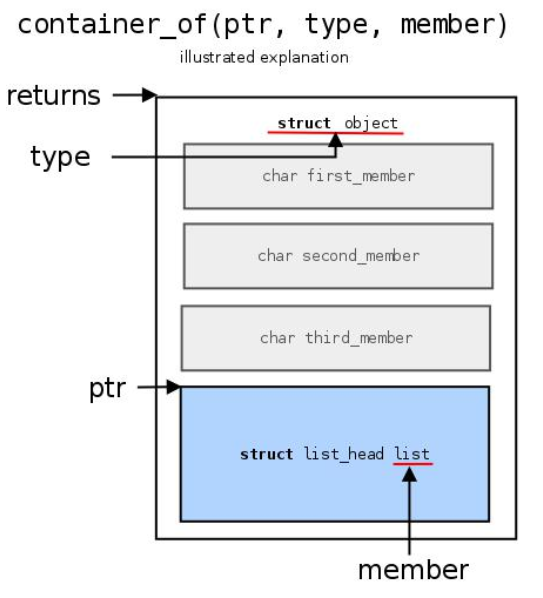 container_of(ptr, type, member)
illustrated explanation
returns
struct object
type
char first_member
char second_member
char third_member
ptr
struct list_head list
member